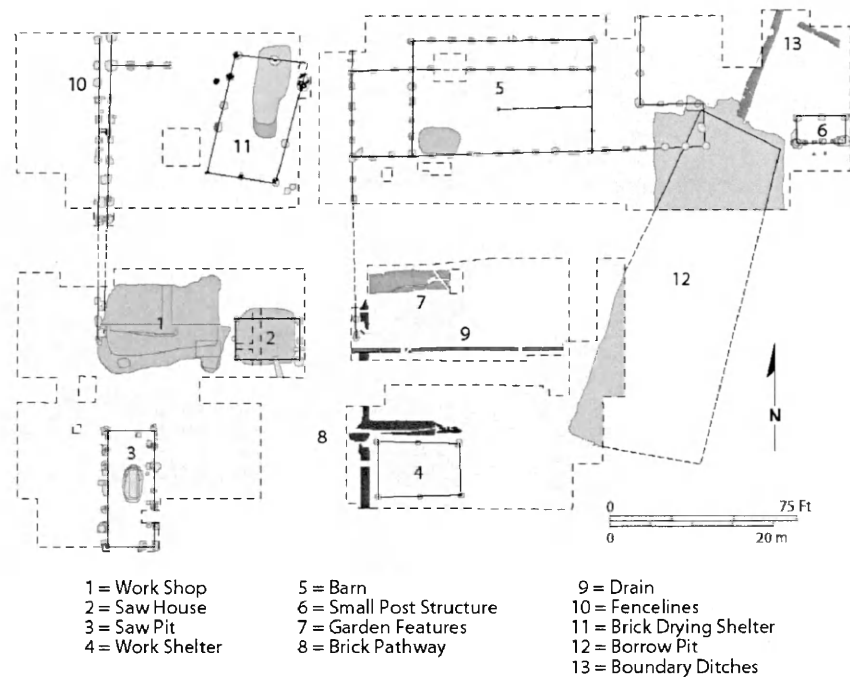 10
11
5
13
6
1
2
7
9
12
N
3
8
4
0 75 Ft
0 20 m
1 = Work Shop
2 = Saw House
3 = Saw Pit
4 = Work Shelter
5 = Barn
6 = Small Post Structure
7 = Garden Features
8 = Brick Pathway
9 = Drain
10 = Fencelines
11 = Brick Drying Shelter
12 = Borrow Pit
13 = Boundary Ditches